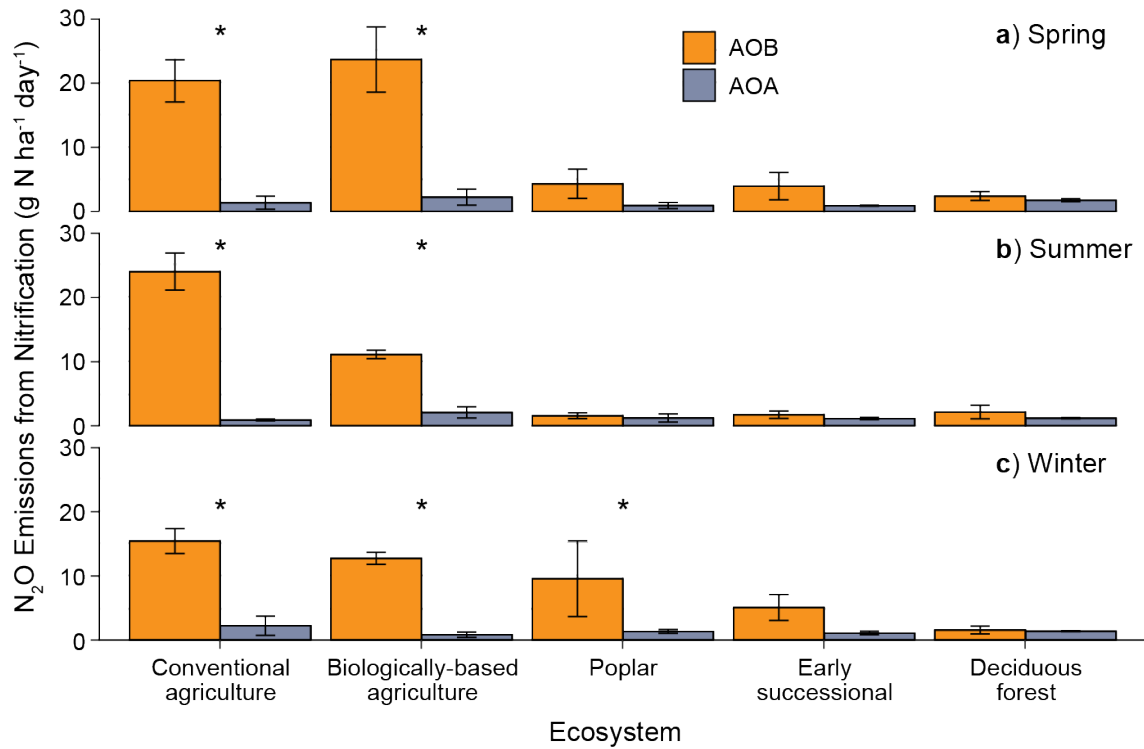 N₂O Emissions from Nitrification (g N ha⁻¹ day⁻¹)
30
20
10
0
* *
AOB
AOA
a) Spring
30
20
10
0
* *
b) Summer
30
20
10
0
* * *
c) Winter
Conventional
agriculture
Biologically-based
agriculture
Poplar
Early
successional
Deciduous
forest
Ecosystem